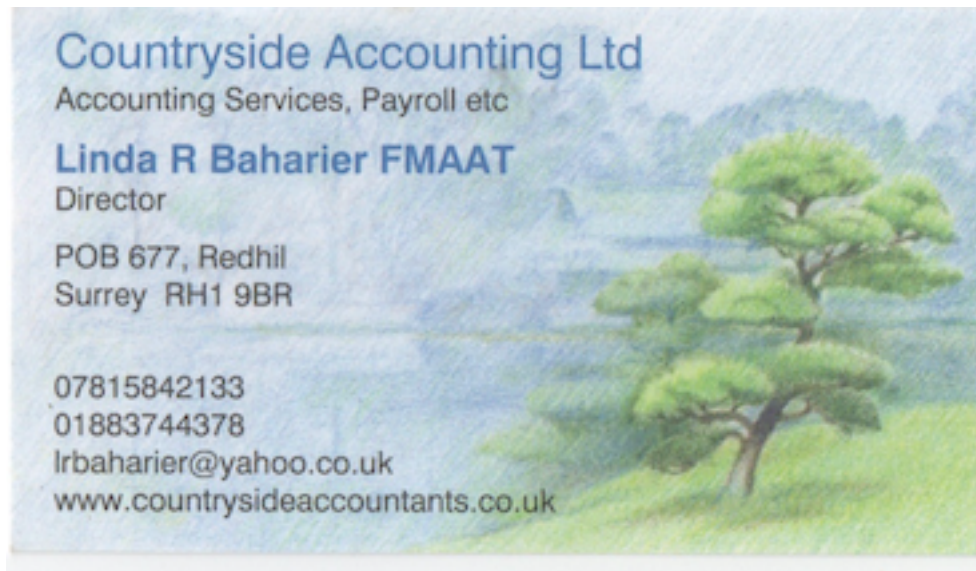 Countryside Accounting Ltd
Accounting Services, Payroll etc
Linda R Baharier FMAAT
Director
POB 677, Redhil
Surrey RH1 9BR
07815842133
01883744378
lrbaharier@yahoo.co.uk
www.countrysideaccountants.co.uk